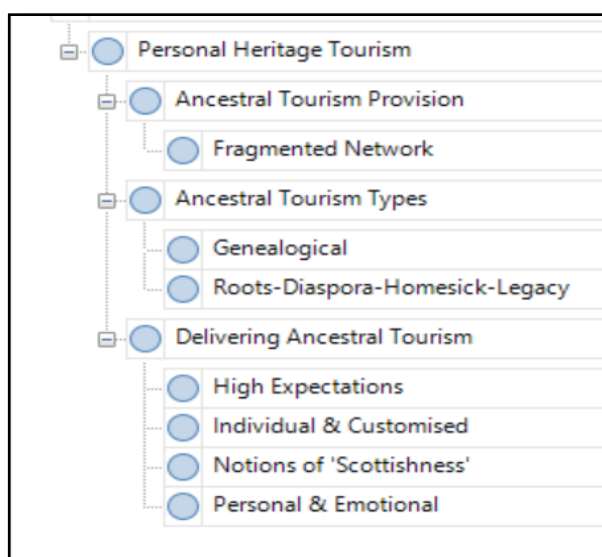 Personal Heritage Tourism
Ancestral Tourism Provision
Fragmented Network
Ancestral Tourism Types
Genealogical
Roots-Diaspora-Homesick-Legacy
Delivering Ancestral Tourism
High Expectations
Individual & Customised
Notions of 'Scottishness'
Personal & Emotional